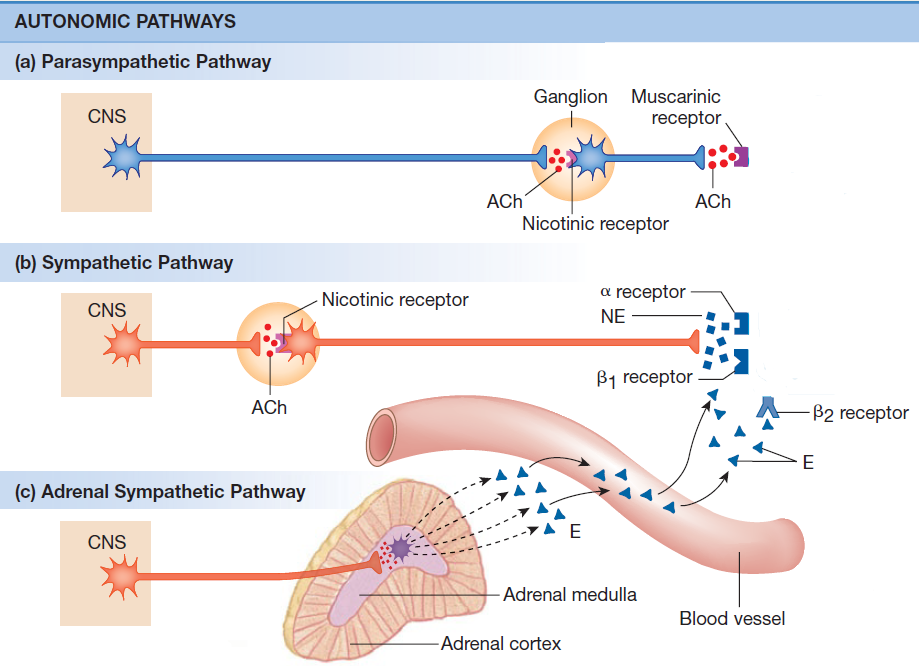 AUTONOMIC PATHWAYS
(a) Parasympathetic Pathway
CNS
Ganglion
Muscarinic
receptor
ACh
Nicotinic receptor
ACh
(b) Sympathetic Pathway
CNS
Nicotinic receptor
ACh
α receptor
NE
β1 receptor
β2 receptor
E
(c) Adrenal Sympathetic Pathway
CNS
E
Adrenal medulla
Adrenal cortex
Blood vessel